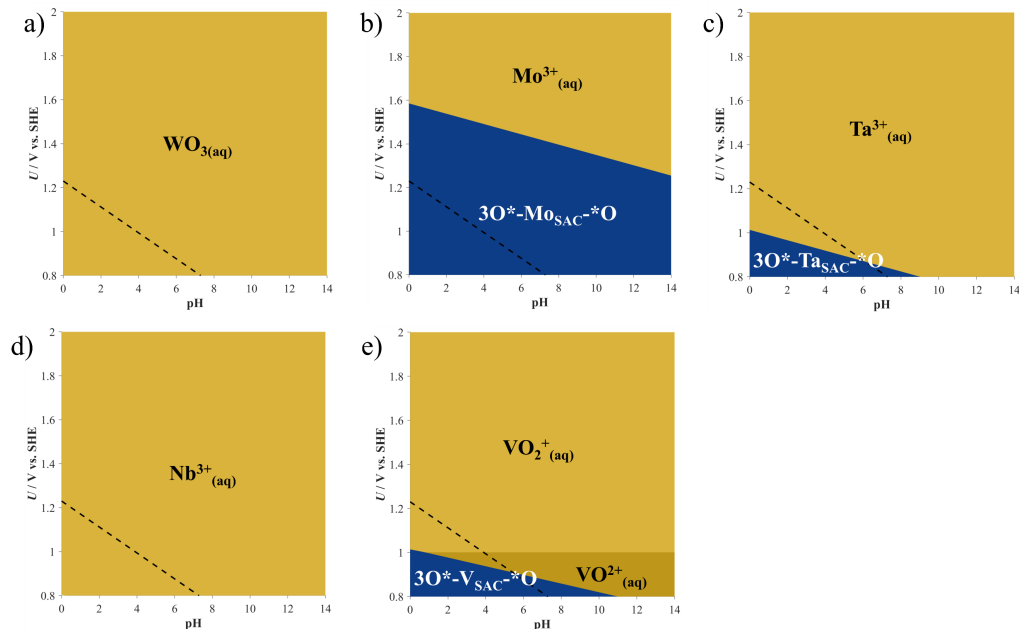 a)
U / V vs. SHE
2
1.8
1.6
1.4
1.2
1
0.8
WO3(aq)
0 2 4 6 8 10 12 14
pH
b)
U / V vs. SHE
2
1.8
1.6
1.4
1.2
1
0.8
Mo3+(aq)
3O*-MoSAC-*O
0 2 4 6 8 10 12 14
pH
c)
U / V vs. SHE
2
1.8
1.6
1.4
1.2
1
0.8
Ta3+(aq)
3O*-TaSAC-*O
0 2 4 6 8 10 12 14
pH
d)
U / V vs. SHE
2
1.8
1.6
1.4
1.2
1
0.8
Nb3+(aq)
0 2 4 6 8 10 12 14
pH
e)
U / V vs. SHE
2
1.8
1.6
1.4
1.2
1
0.8
VO2+(aq)
3O*-VSAC-*O
VO2+(aq)
0 2 4 6 8 10 12 14
pH